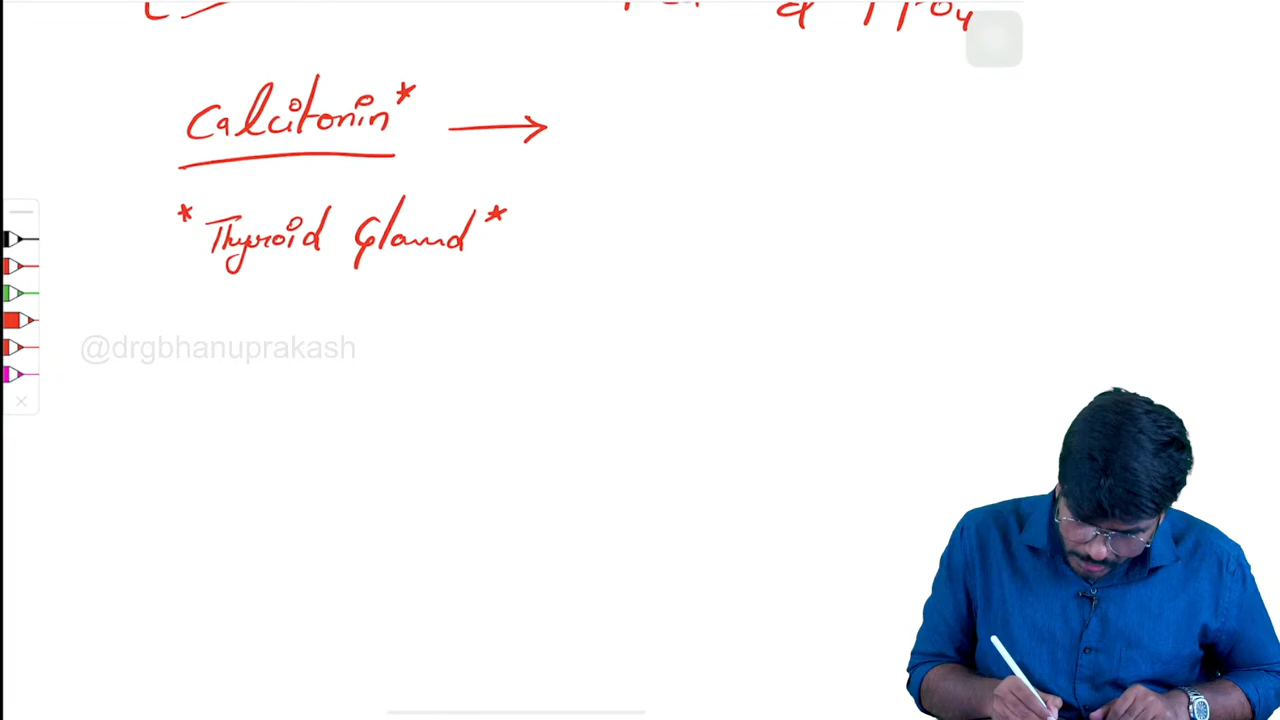 Calcitonin* →
*Thyroid Gland*
@drgbhanuprakash